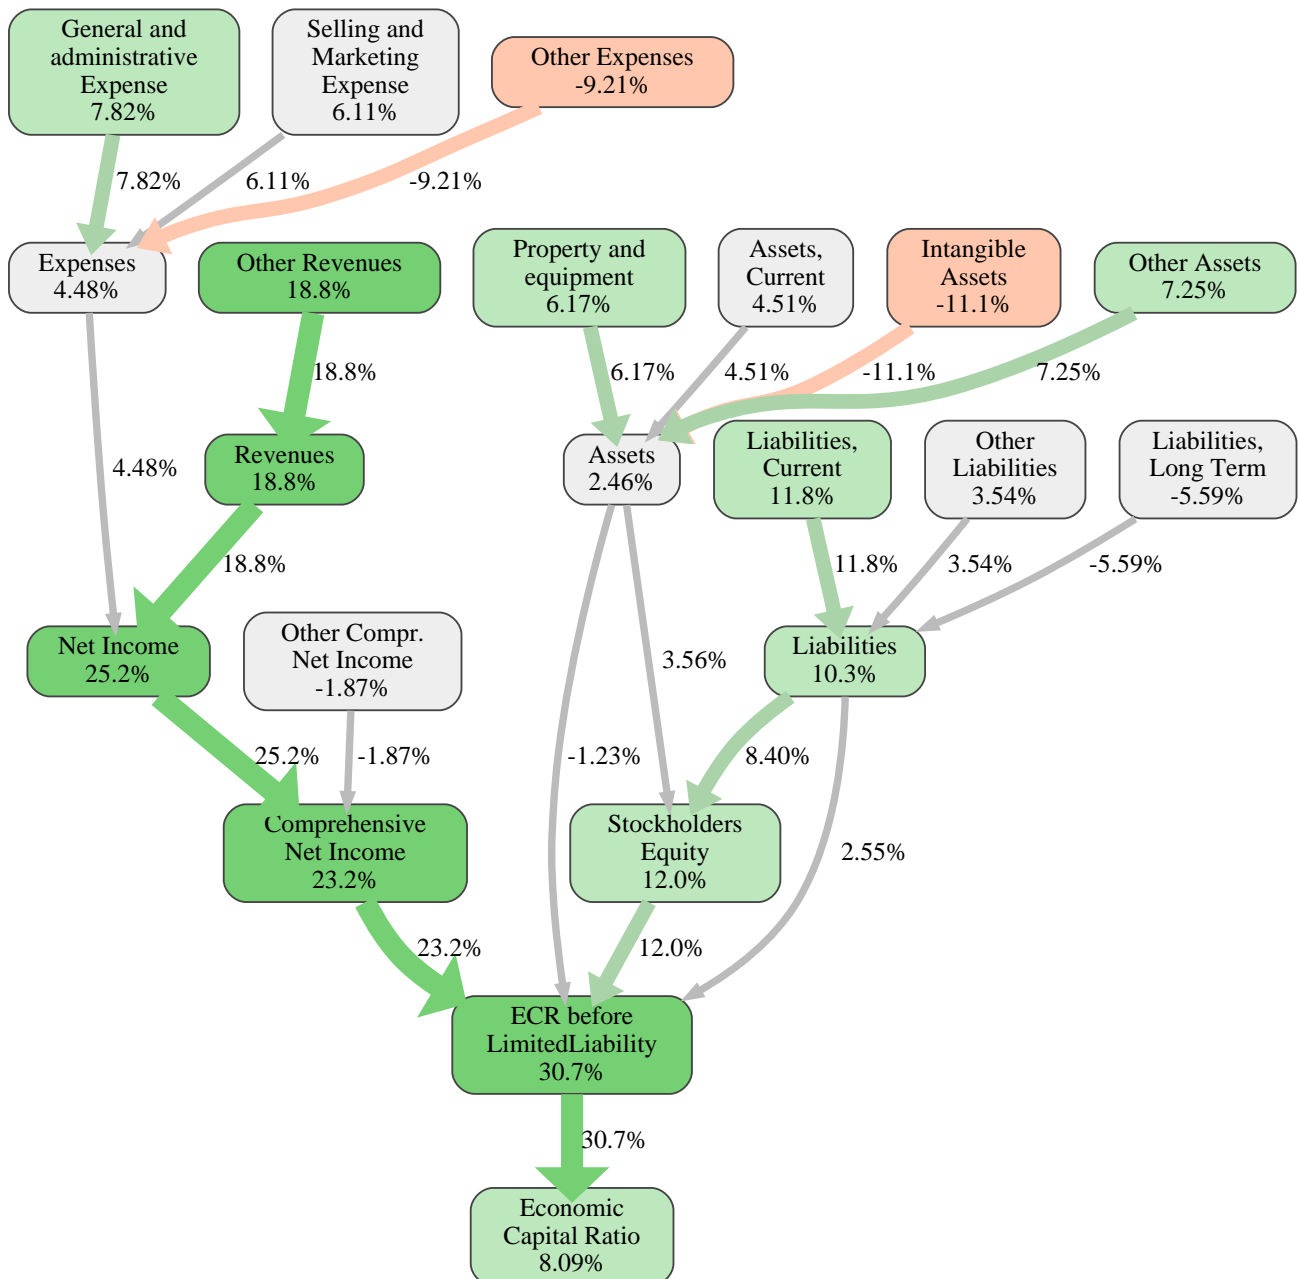 General and
administrative
Expense
7.82%
Selling and
Marketing
Expense
6.11%
Other Expenses
-9.21%
7.82%
6.11%
-9.21%
Expenses
4.48%
Other Revenues
18.8%
Property and
equipment
6.17%
Assets,
Current
4.51%
Intangible
Assets
-11.1%
Other Assets
7.25%
18.8%
6.17%
4.51%
-11.1%
7.25%
4.48%
Revenues
18.8%
Assets
2.46%
Liabilities,
Current
11.8%
Other
Liabilities
3.54%
Liabilities,
Long Term
-5.59%
18.8%
11.8%
3.54%
-5.59%
Net Income
25.2%
Other Compr.
Net Income
-1.87%
3.56%
Liabilities
10.3%
25.2%
-1.87%
-1.23%
8.40%
Comprehensive
Net Income
23.2%
Stockholders
Equity
12.0%
2.55%
23.2%
12.0%
ECR before
LimitedLiability
30.7%
30.7%
Economic
Capital Ratio
8.09%